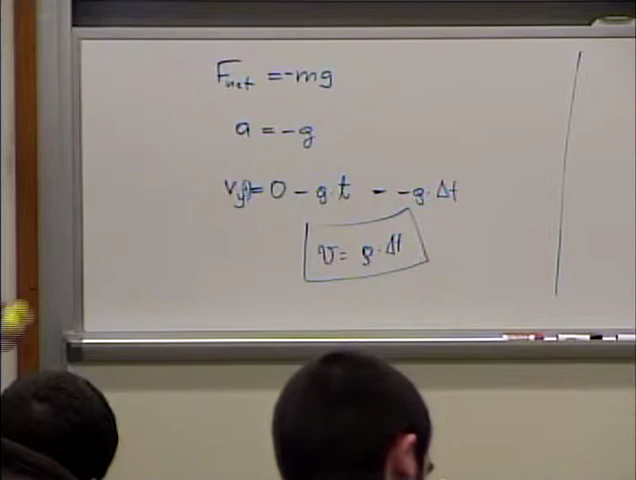 Fnet = -mg
a = -g
Vy(t) = 0 - g·t = -g·Δt
v = g·Δt